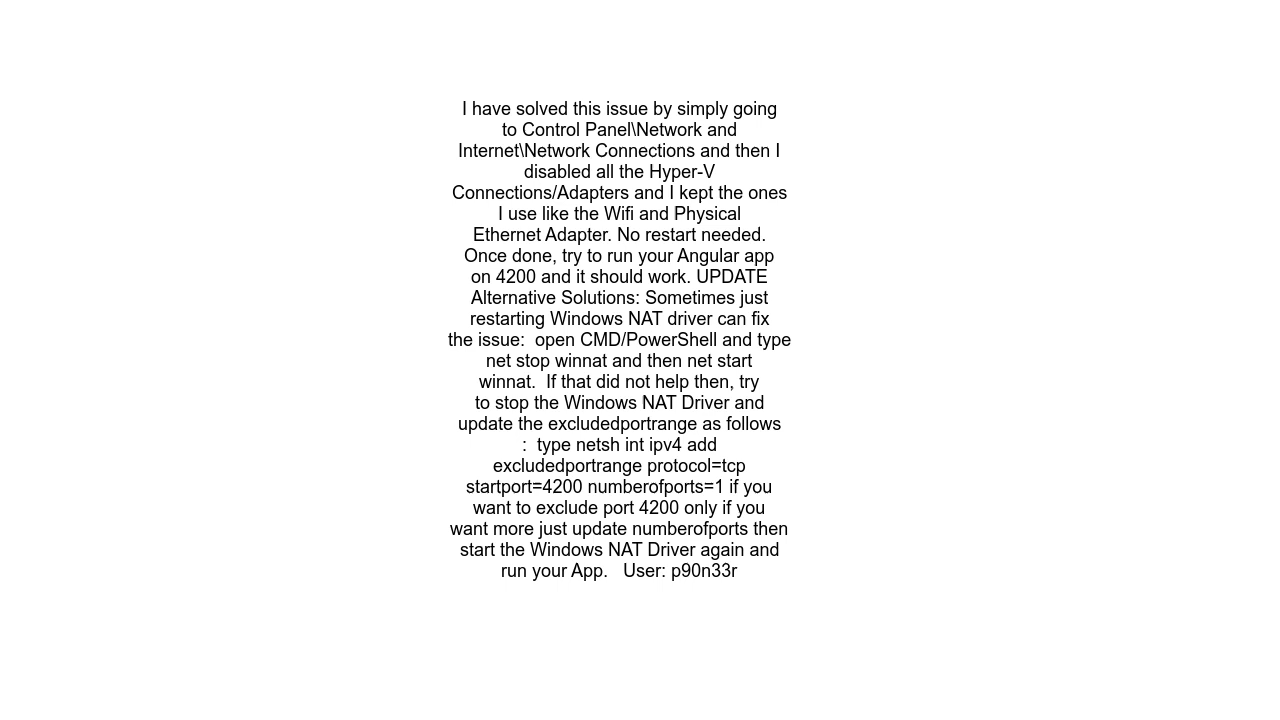 I have solved this issue by simply going
to Control Panel\Network and
Internet\Network Connections and then I
disabled all the Hyper-V
Connections/Adapters and I kept the ones
I use like the Wifi and Physical
Ethernet Adapter. No restart needed.
Once done, try to run your Angular app
on 4200 and it should work. UPDATE
Alternative Solutions: Sometimes just
restarting Windows NAT driver can fix
the issue:  open CMD/PowerShell and type
net stop winnat and then net start
winnat.  If that did not help then, try
to stop the Windows NAT Driver and
update the excludedportrange as follows
:  type netsh int ipv4 add
excludedportrange protocol=tcp
startport=4200 numberofports=1 if you
want to exclude port 4200 only if you
want more just update numberofports then
start the Windows NAT Driver again and
run your App.   User: p90n33r